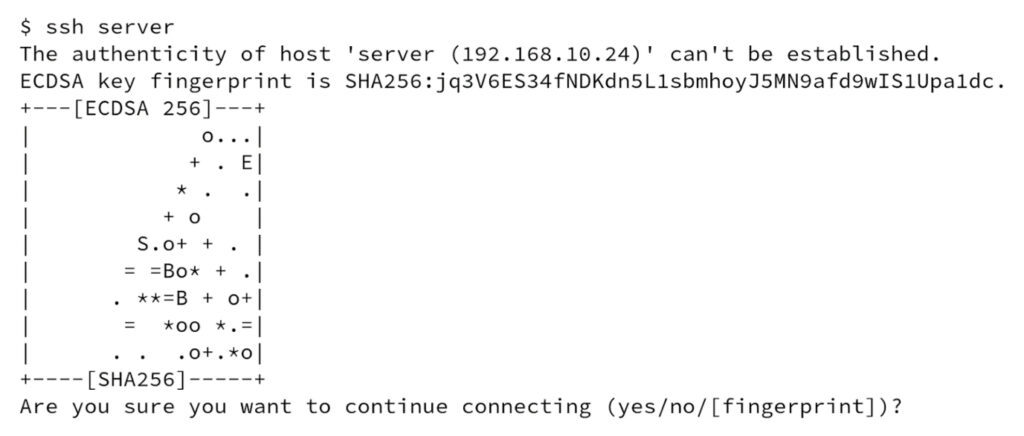 $ ssh server
The authenticity of host 'server (192.168.10.24)' can't be established.
ECDSA key fingerprint is SHA256:jq3V6ES34fNDKdn5L1sbmhoyJ5MN9afd9wIS1Upa1dc.
+---[ECDSA 256]---+
|             o...|
|            + . E|
|           * .  .|
|          + o    |
|        S.o+ + . |
|       = =Bo* + .|
|      . **=B + o+|
|       =  *oo *.=|
|      . .  .o+.*o|
+----[SHA256]-----+
Are you sure you want to continue connecting (yes/no/[fingerprint])?